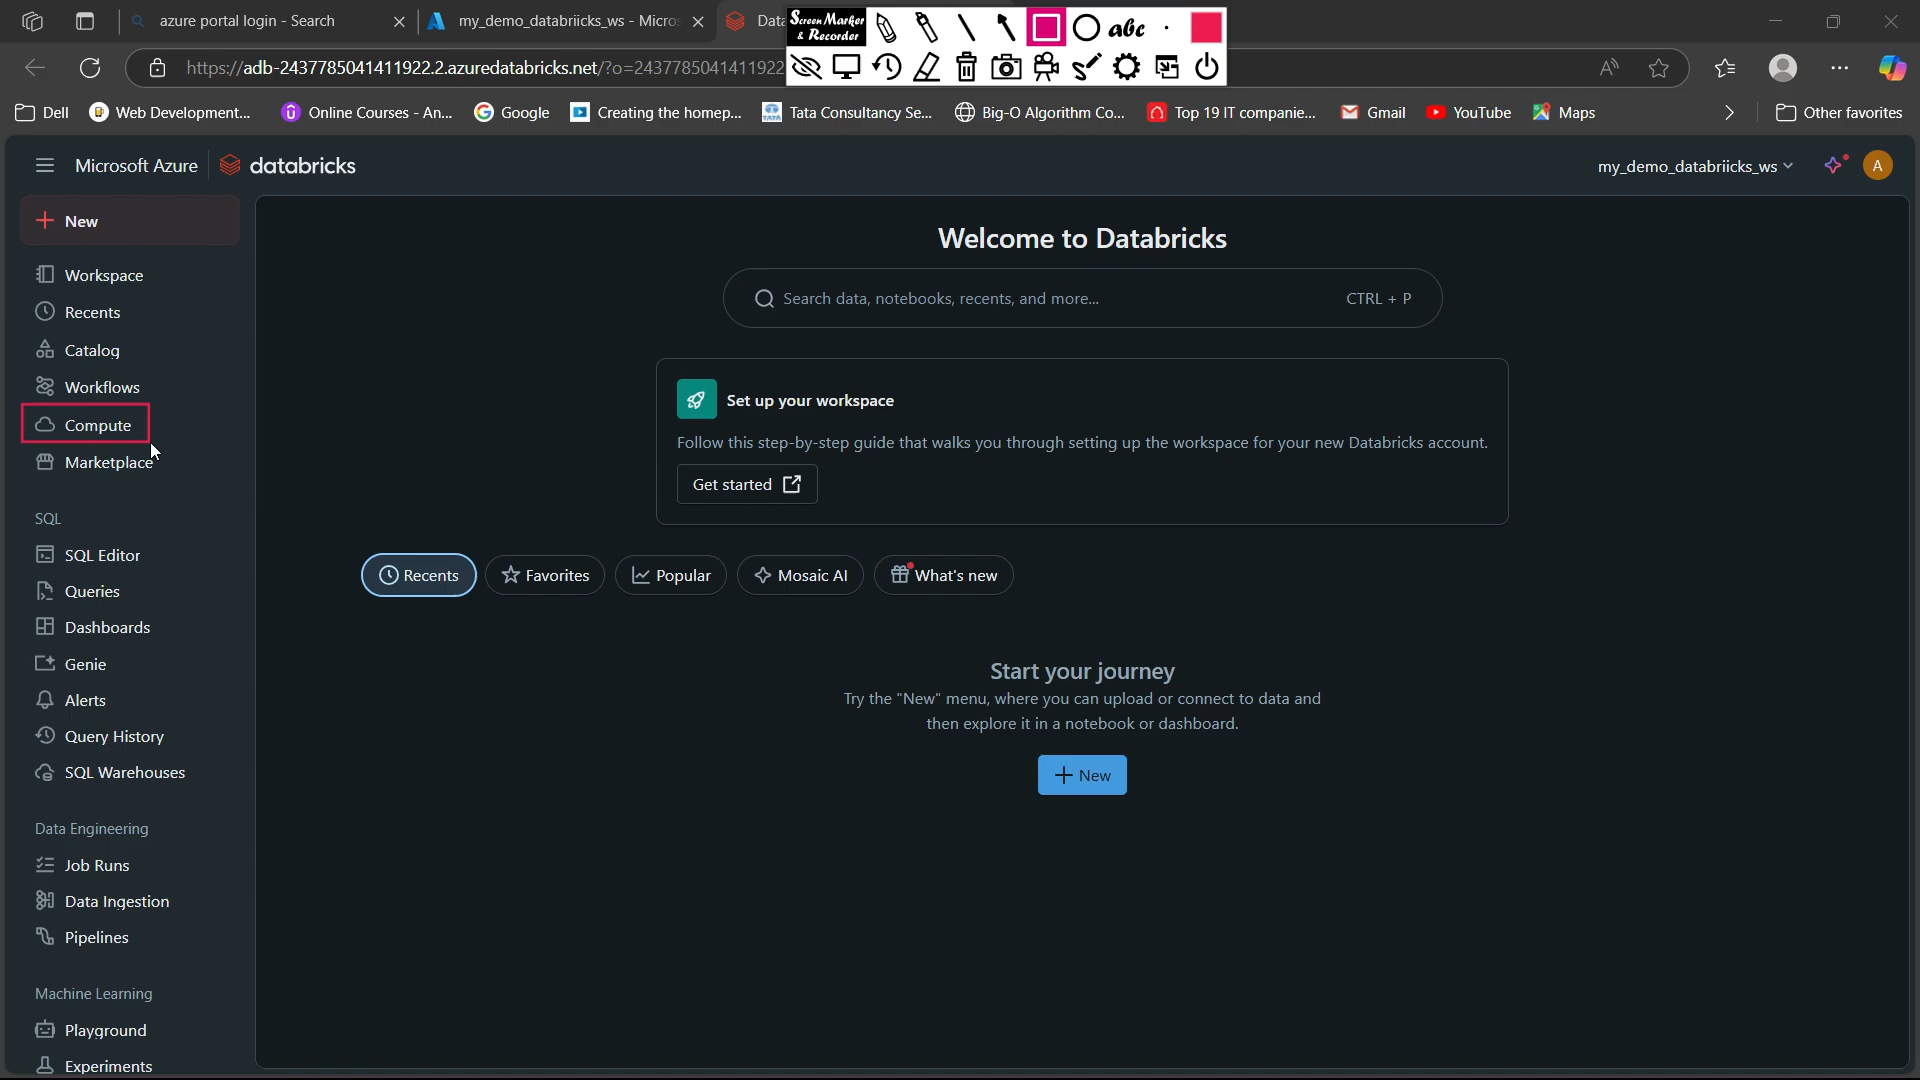 azure portal login - Search
my_demo_databriicks_ws - Micros
Data
Screen Marker
& Recorder
abc
https://adb-2437785041411922.2.azuredatabricks.net/?o=2437785041411922
Dell
Web Development...
Online Courses - An...
Google
Creating the homep...
Tata Consultancy Se...
Big-O Algorithm Co...
Top 19 IT companie...
Gmail
YouTube
Maps
Other favorites
Microsoft Azure
databricks
my_demo_databriicks_ws
A
New
Workspace
Recents
Catalog
Workflows
Compute
Marketplace
SQL
SQL Editor
Queries
Dashboards
Genie
Alerts
Query History
SQL Warehouses
Data Engineering
Job Runs
Data Ingestion
Pipelines
Machine Learning
Playground
Experiments
Welcome to Databricks
Search data, notebooks, recents, and more...
CTRL + P
Set up your workspace
Follow this step-by-step guide that walks you through setting up the workspace for your new Databricks account.
Get started
Recents
Favorites
Popular
Mosaic AI
What's new
Start your journey
Try the "New" menu, where you can upload or connect to data and
then explore it in a notebook or dashboard.
New